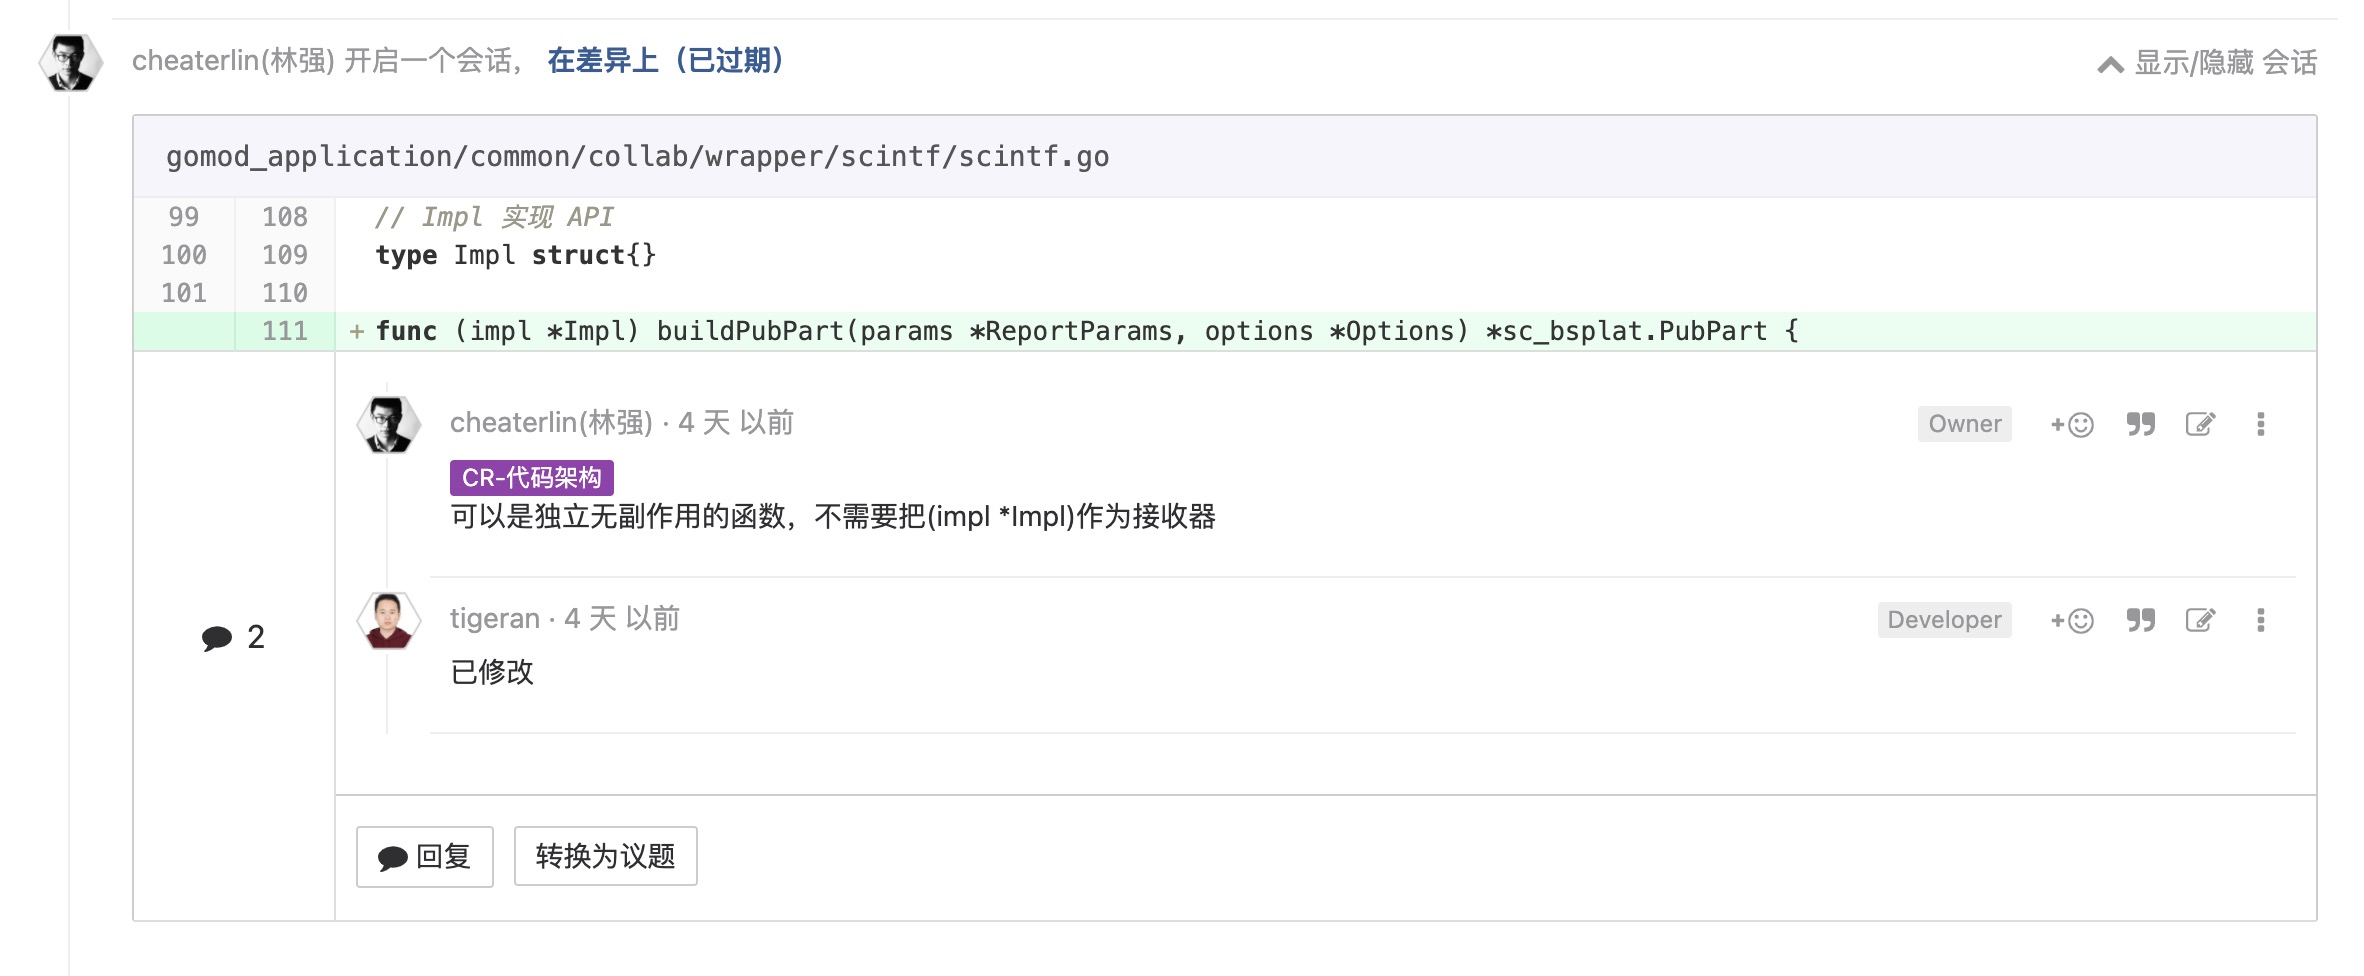 cheaterlin(林强) 开启一个会话， 在差异上（已过期）
显示/隐藏 会话
gomod_application/common/collab/wrapper/scintf/scintf.go
99 108 // Impl 实现 API
100 109 type Impl struct{}
101 110
111 + func (impl *Impl) buildPubPart(params *ReportParams, options *Options) *sc_bsplat.PubPart {
cheaterlin(林强) · 4 天 以前
Owner
CR-代码架构
可以是独立无副作用的函数，不需要把(impl *Impl)作为接收器
2
tigeran · 4 天 以前
Developer
已修改
回复
转换为议题